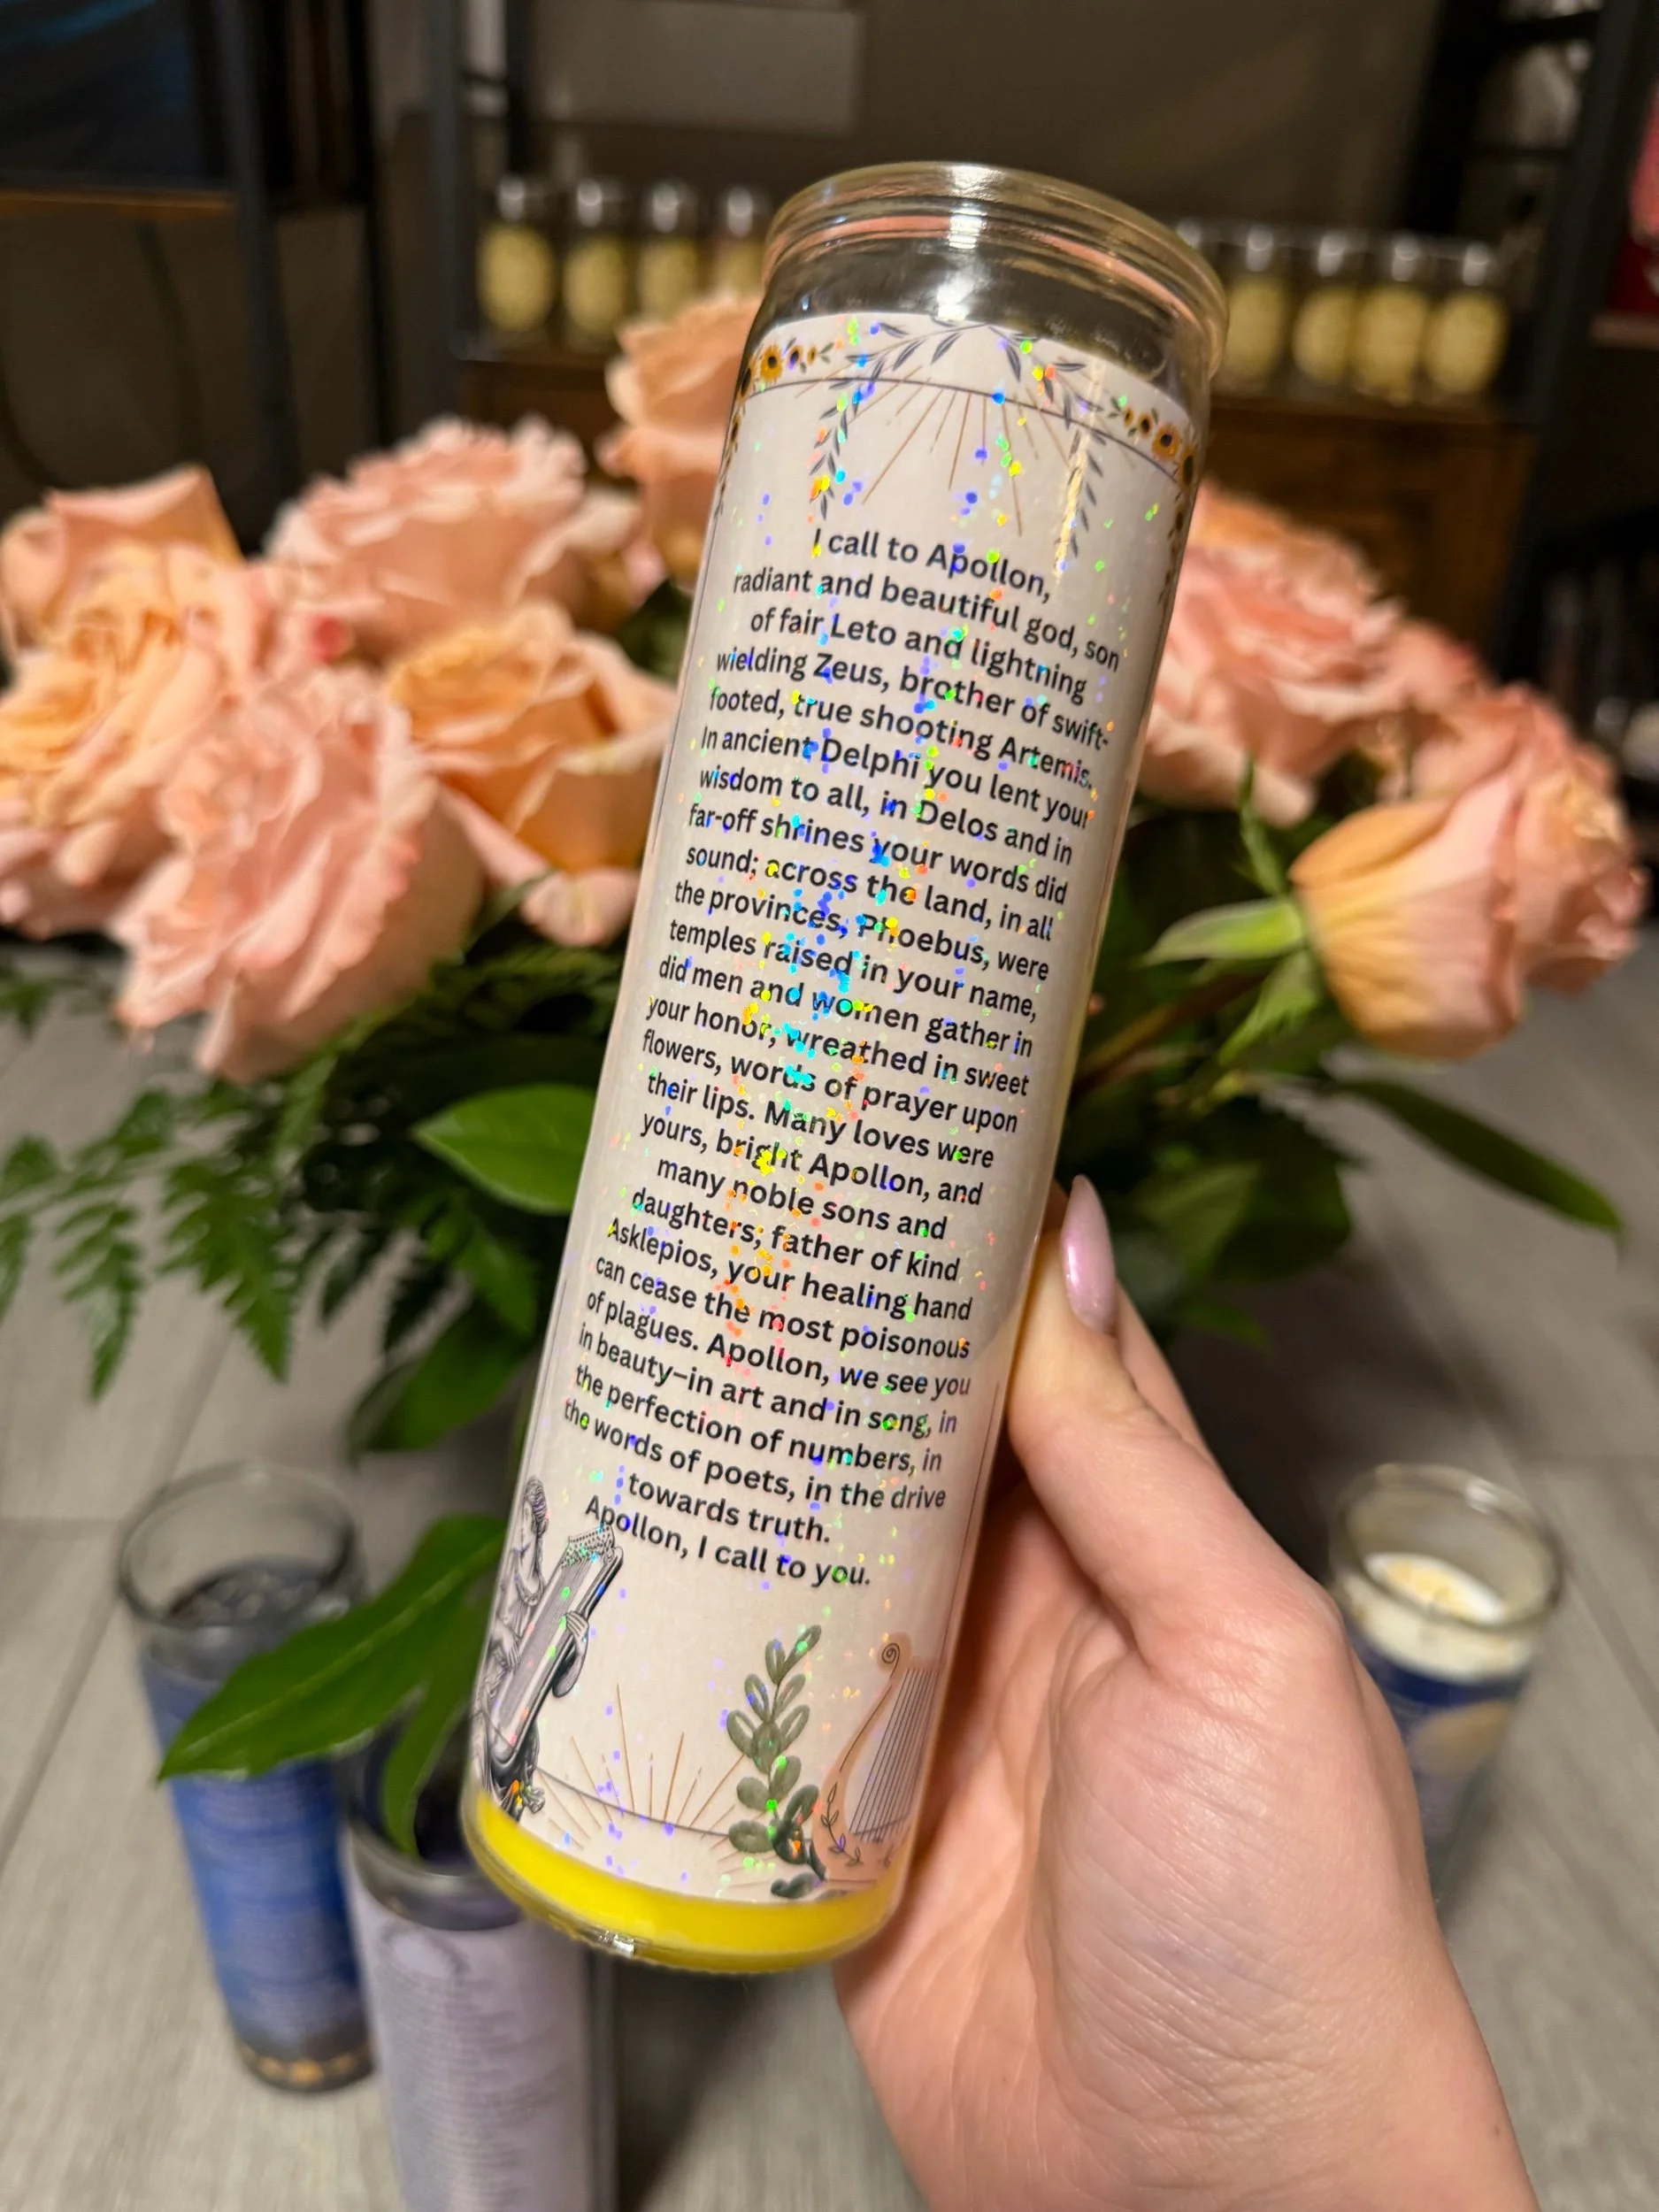 I call to Apollon,
radiant and beautiful god, son
of fair Leto and lightning
wielding Zeus, brother of swift-
footed, true shooting Artemis.
In ancient Delphi you lent your
wisdom to all, in Delos and in
far-off shrines your words did
sound; across the land, in all
the provinces, Phoebus, were
temples raised in your name,
did men and women gather in
your honor, wreathed in sweet
flowers, words of prayer upon
their lips. Many loves were
yours, bright Apollon, and
many noble sons and
daughters; father of kind
Asklepios, your healing hand
can cease the most poisonous
of plagues. Apollon, we see you
in beauty–in art and in song, in
the perfection of numbers, in
the words of poets, in the drive
towards truth.
Apollon, I call to you.